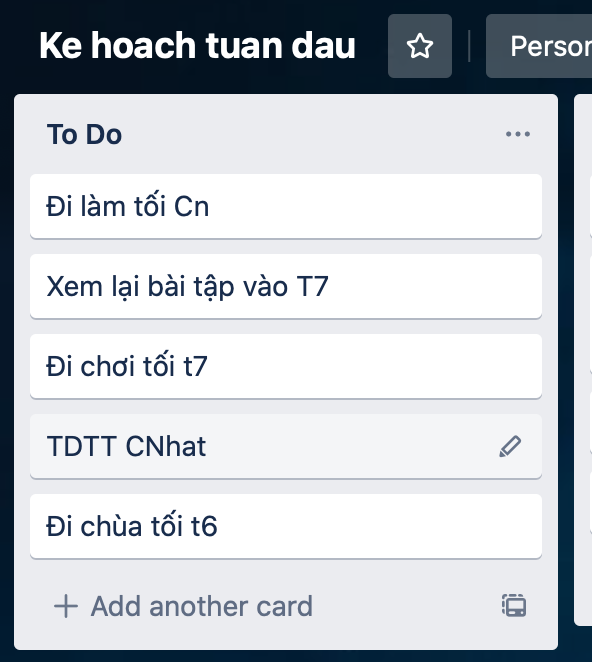 Ke hoach tuan dau
To Do
Đi làm tối Cn
Xem lại bài tập vào T7
Đi chơi tối t7
TDTT CNhat
Đi chùa tối t6
Add another card